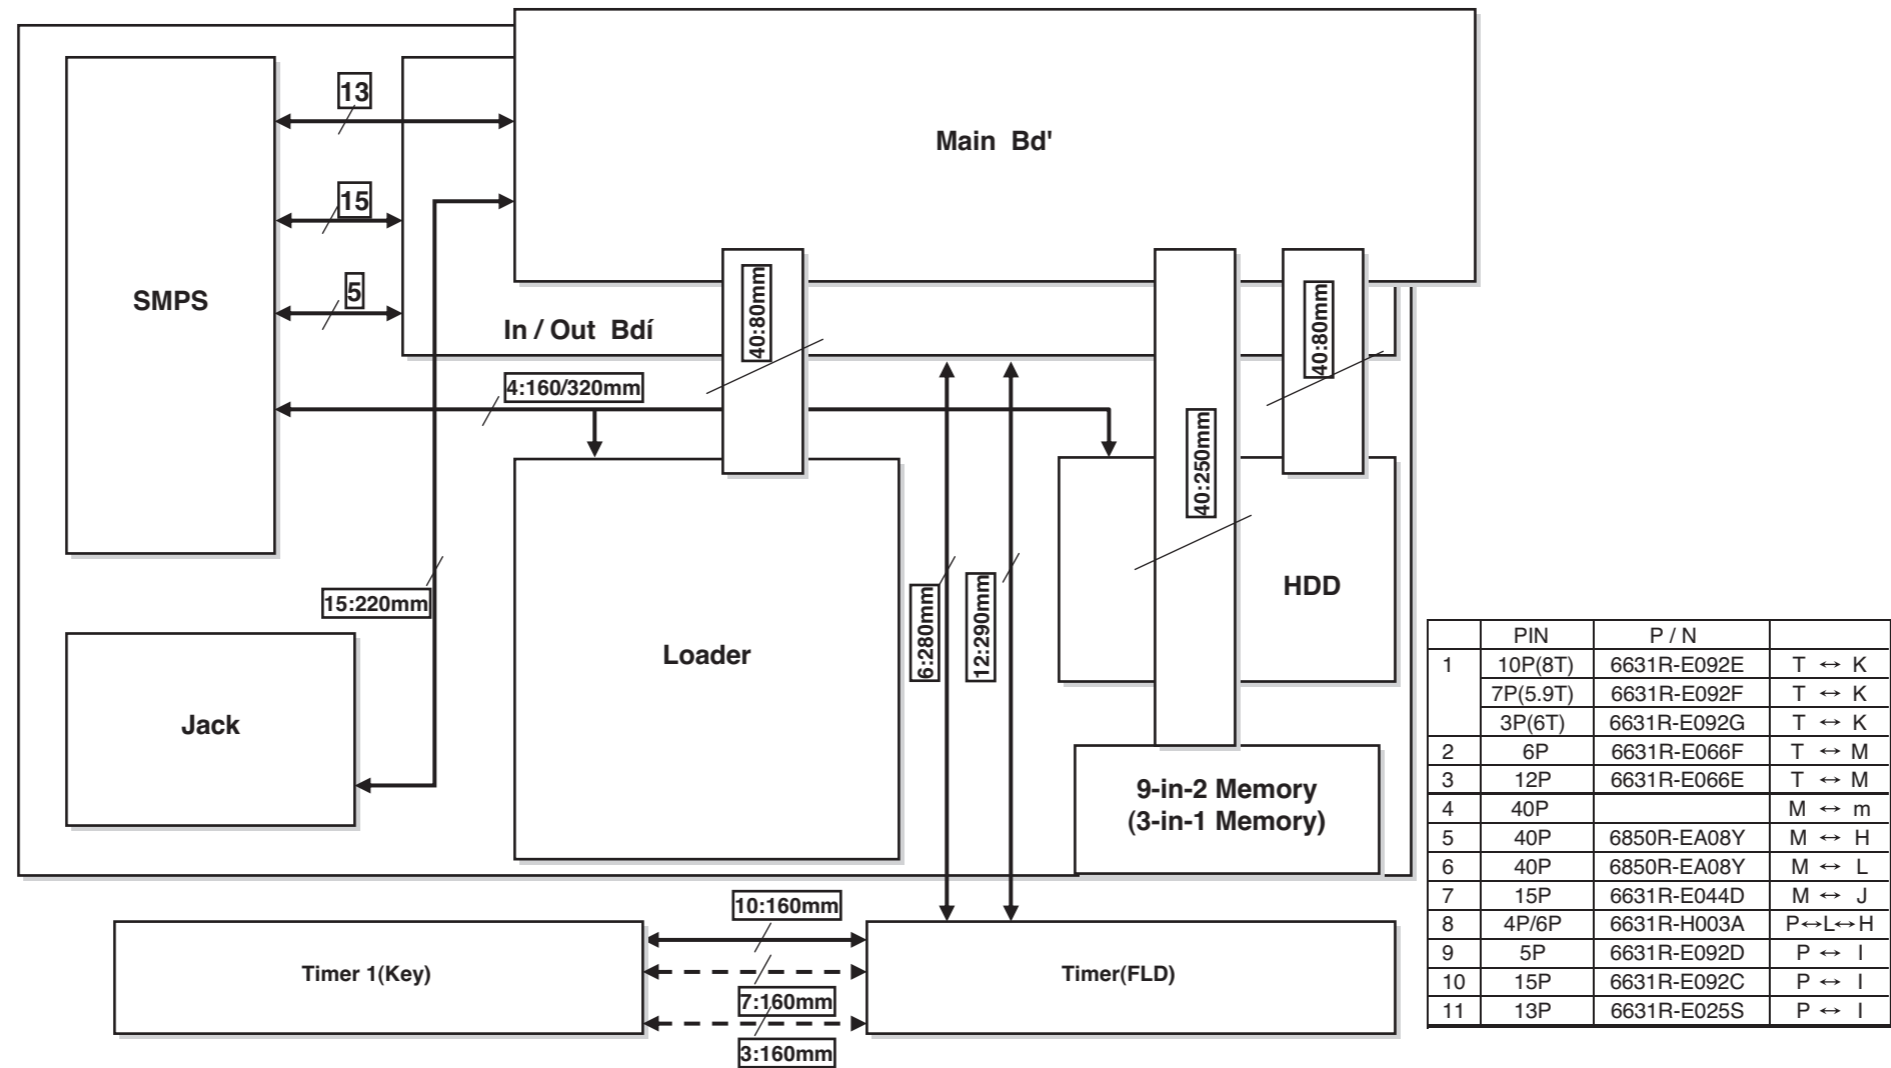 13
Main Bd'
15
SMPS
5
In / Out Bdí
40:80mm
40:80mm
4:160/320mm
40:250mm
15:220mm
6:280mm
12:290mm
HDD
Loader
Jack
9-in-2 Memory
(3-in-1 Memory)
10:160mm
Timer 1(Key)
Timer(FLD)
7:160mm
3:160mm
PIN P / N
1 10P(8T) 6631R-E092E T ↔ K
7P(5.9T) 6631R-E092F T ↔ K
3P(6T) 6631R-E092G T ↔ K
2 6P 6631R-E066F T ↔ M
3 12P 6631R-E066E T ↔ M
4 40P M ↔ m
5 40P 6850R-EA08Y M ↔ H
6 40P 6850R-EA08Y M ↔ L
7 15P 6631R-E044D M ↔ J
8 4P/6P 6631R-H003A P↔L↔H
9 5P 6631R-E092D P ↔ I
10 15P 6631R-E092C P ↔ I
11 13P 6631R-E025S P ↔ I